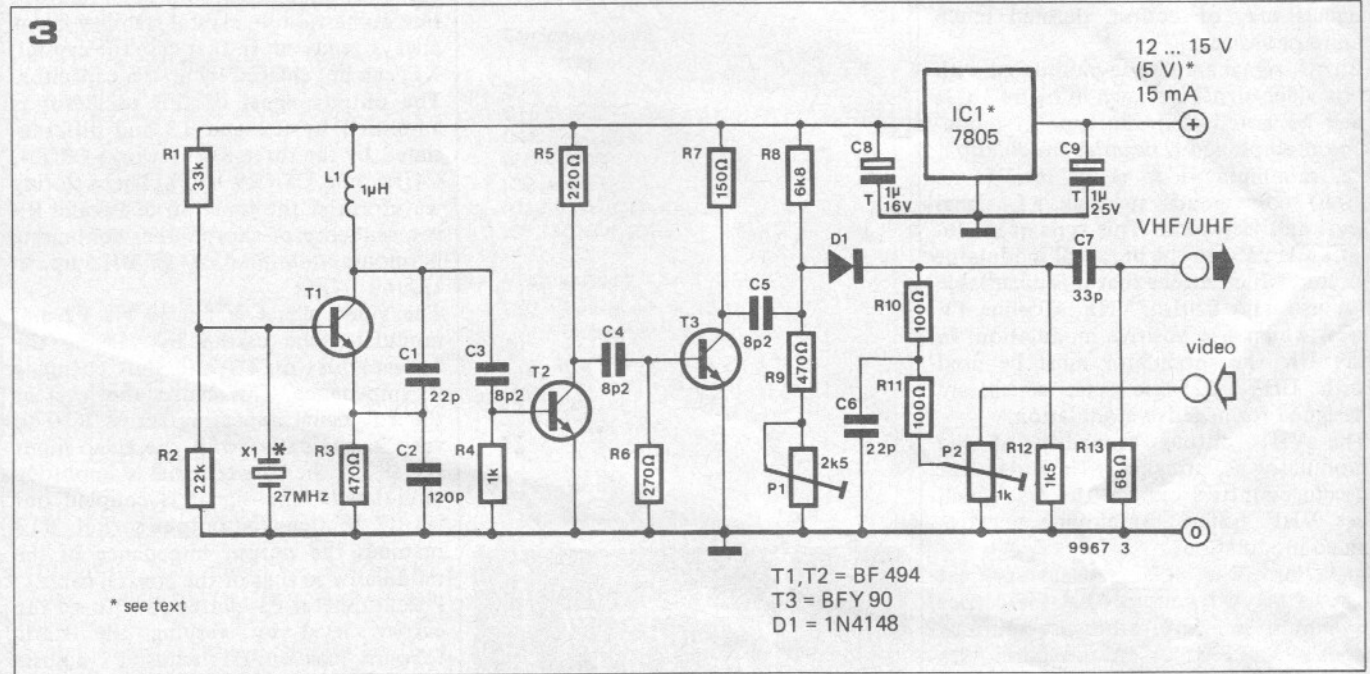 3
12 ... 15 V
(5 V)*
15 mA
IC1*
7805
+
R1
33k
L1
1µH
R5
220Ω
R7
150Ω
R8
6k8
C8
1µ
T 16V
C9
1µ
25V
VHF/UHF
D1
C7
33p
T1
C1
22p
C3
8p2
T2
C4
8p2
T3
C5
8p2
R9
470Ω
R10
100Ω
R11
100Ω
C6
22p
video
R2
22k
X1
*
27MHz
R3
470Ω
C2
120p
R4
1k
R6
270Ω
P1
2k5
P2
1k
R12
1k5
R13
68Ω
0
9967 3
* see text
T1,T2 = BF 494
T3 = BFY 90
D1 = 1N4148